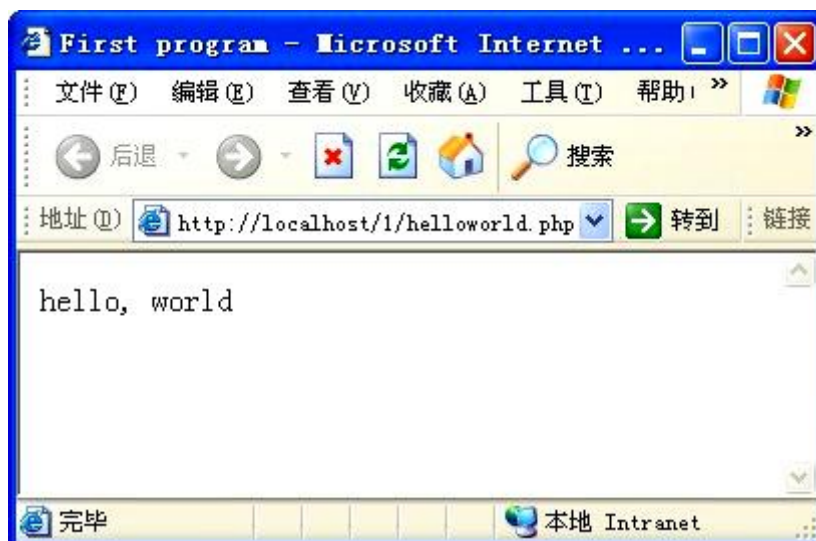 First program - Microsoft Internet ...
文件(F) 编辑(E) 查看(V) 收藏(A) 工具(T) 帮助( »
后退 搜索 »
地址(D) http://localhost/1/helloworld.php 转到 链接
hello, world
完毕 本地 Intranet